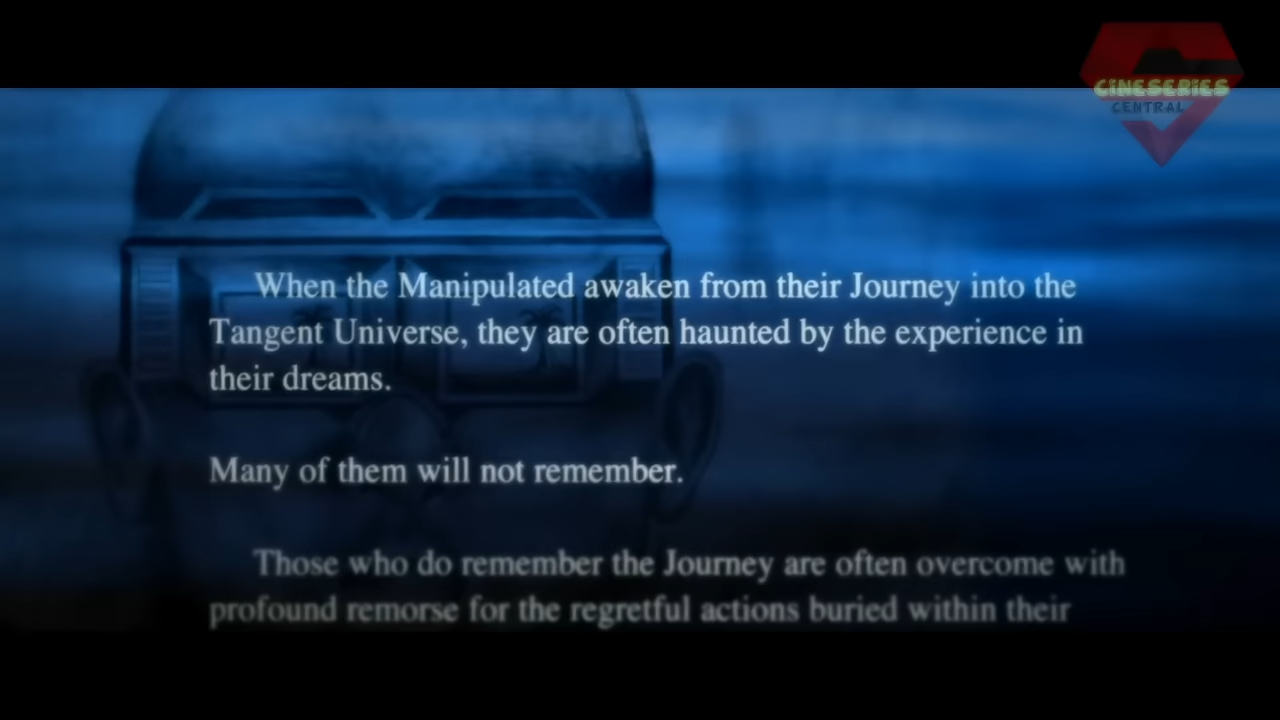 CINESERIES
CENTRAL
When the Manipulated awaken from their Journey into the
Tangent Universe, they are often haunted by the experience in
their dreams.
Many of them will not remember.
Those who do remember the Journey are often overcome with
profound remorse for the regretful actions buried within their